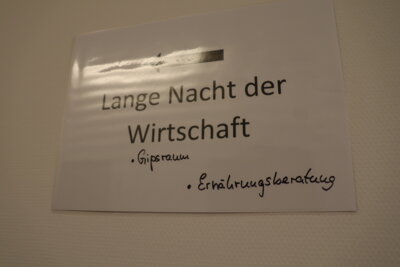 Lange Nacht der
Wirtschaft
• Gipsraum
• Ernährungsberatung